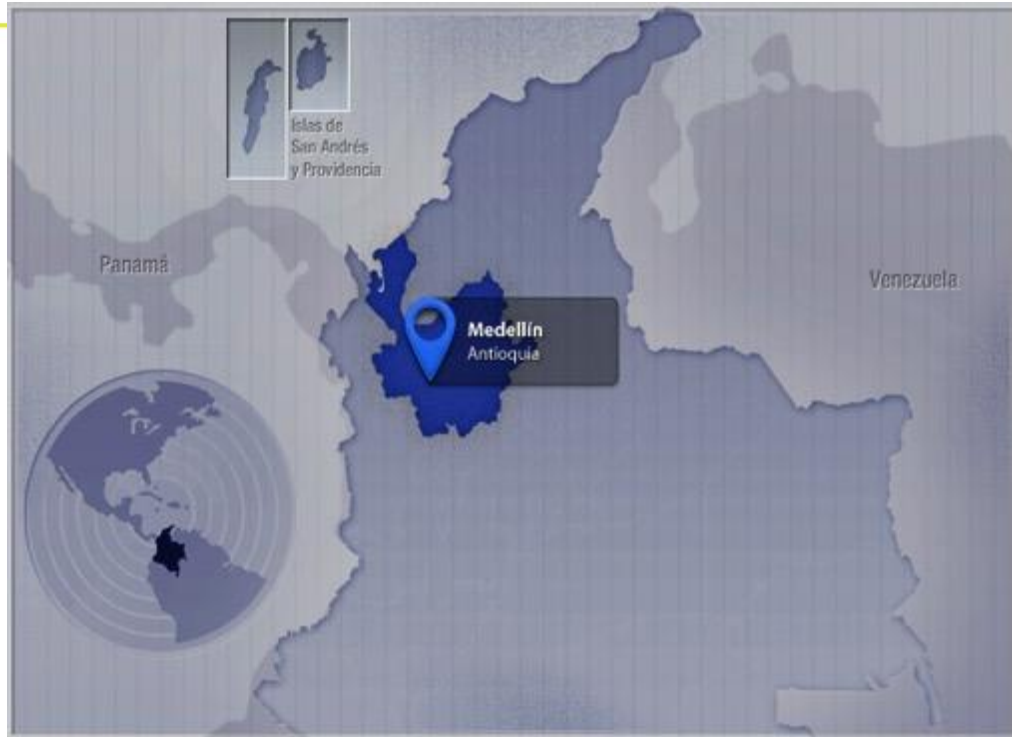 Islas de
San Andrés
y Providencia
Panamá
Venezuela
Medellín
Antioquia